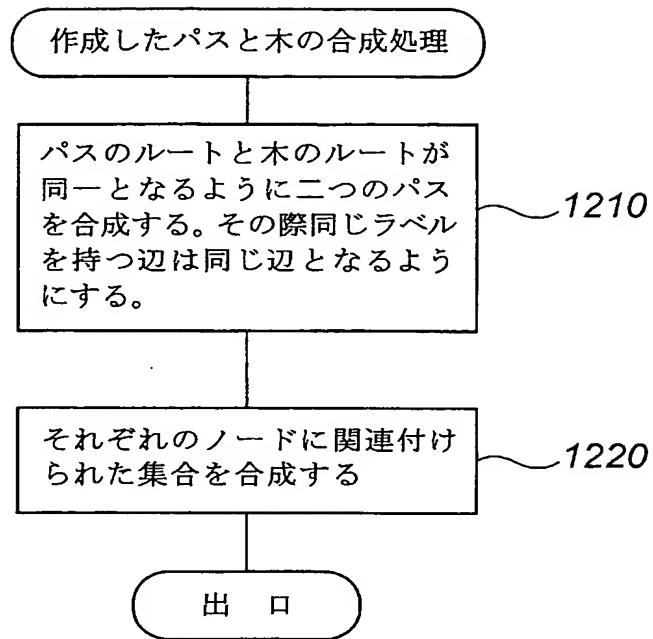 作成したパスと木の合成処理
パスのルートと木のルートが
同一となるように二つのパス
を合成する。その際同じラベル
を持つ辺は同じ辺となるよう
にする。
1210
それぞれのノードに関連付け
られた集合を合成する
1220
出 口